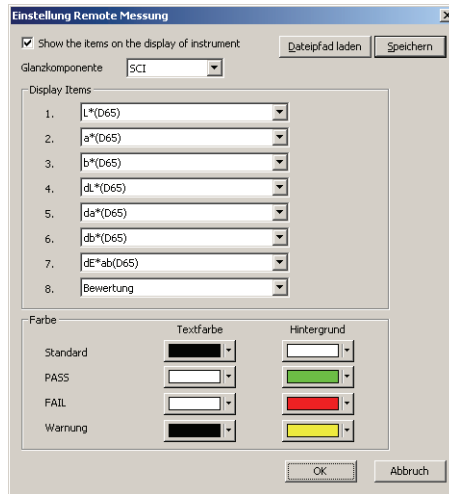 Einstellung Remote Messung
Show the items on the display of instrument
Dateipfad laden
Speichern
Glanzkomponente
SCI
Display Items
1. L*(D65)
2. a*(D65)
3. b*(D65)
4. dL*(D65)
5. da*(D65)
6. db*(D65)
7. dE*ab(D65)
8. Bewertung
Farbe
Textfarbe Hintergrund
Standard
PASS
FAIL
Warnung
OK Abbruch